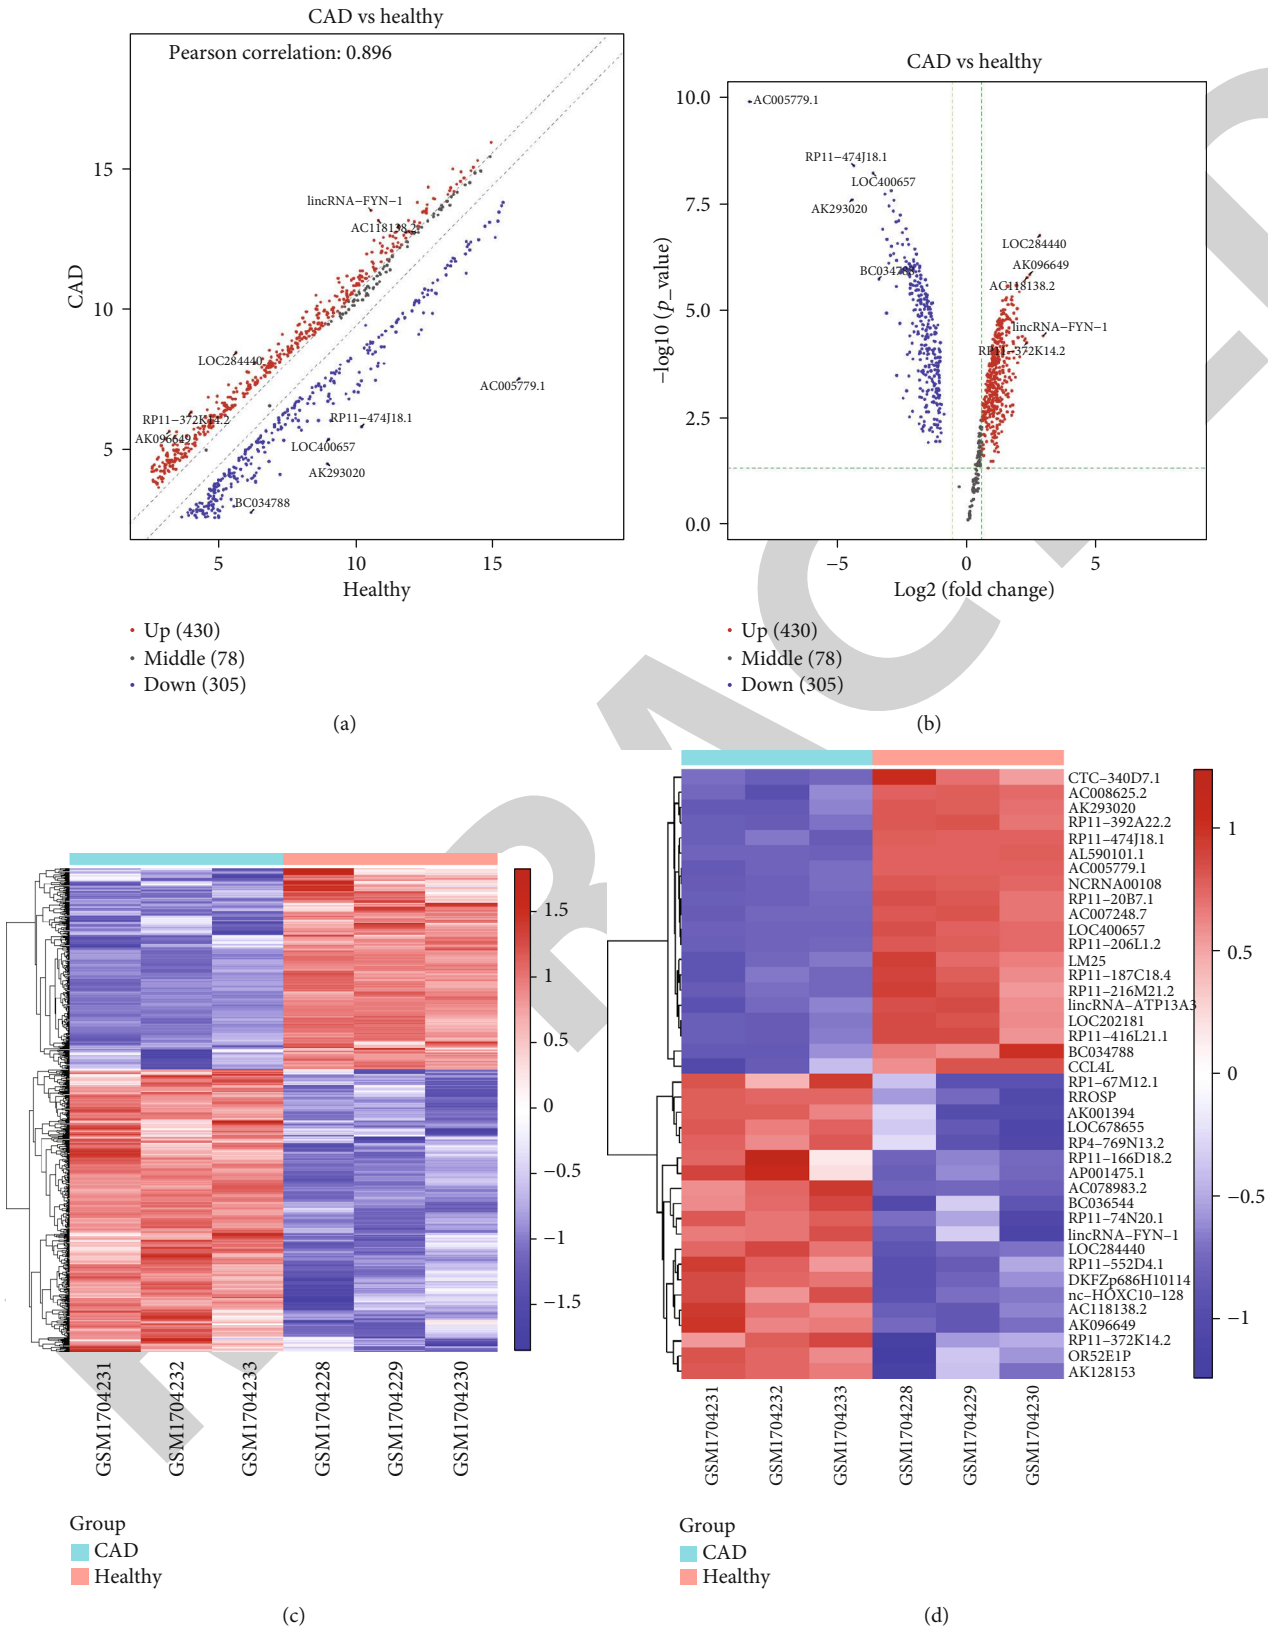 CAD vs healthy
Pearson correlation: 0.896
15
10
5
CAD
lincRNA–FYN–1
AC118138.2
LOC284440
AC005779.1
RP11–372K14.2
RP11–474J18.1
AK096649
LOC400657
AK293020
BC034788
5
10
15
Healthy
Up (430)
Middle (78)
Down (305)
(a)
CAD vs healthy
10.0
7.5
5.0
2.5
0.0
–log10 (p_value)
AC005779.1
RP11–474J18.1
LOC400657
AK293020
LOC284440
AK096649
BC034788
AC118138.2
lincRNA–FYN–1
RP11–372K14.2
–5
0
5
Log2 (fold change)
Up (430)
Middle (78)
Down (305)
(b)
1.5
1
0.5
0
–0.5
–1
–1.5
GSM1704231
GSM1704232
GSM1704233
GSM1704228
GSM1704229
GSM1704230
Group
CAD
Healthy
(c)
CTC–340D7.1
AC008625.2
AK293020
RP11–392A22.2
RP11–474J18.1
AL590101.1
AC005779.1
NCRNA00108
RP11–20B7.1
AC007248.7
LOC400657
RP11–206L1.2
LM25
RP11–187C18.4
RP11–216M21.2
lincRNA–ATP13A3
LOC202181
RP11–416L21.1
BC034788
CCL4L
RP1–67M12.1
RROSP
AK001394
LOC678655
RP4–769N13.2
RP11–166D18.2
AP001475.1
AC078983.2
BC036544
RP11–74N20.1
lincRNA–FYN–1
LOC284440
RP11–552D4.1
DKFZp686H10114
nc–HOXC10–128
AC118138.2
AK096649
RP11–372K14.2
OR52E1P
AK128153
1
0.5
0
–0.5
–1
GSM1704231
GSM1704232
GSM1704233
GSM1704228
GSM1704229
GSM1704230
Group
CAD
Healthy
(d)